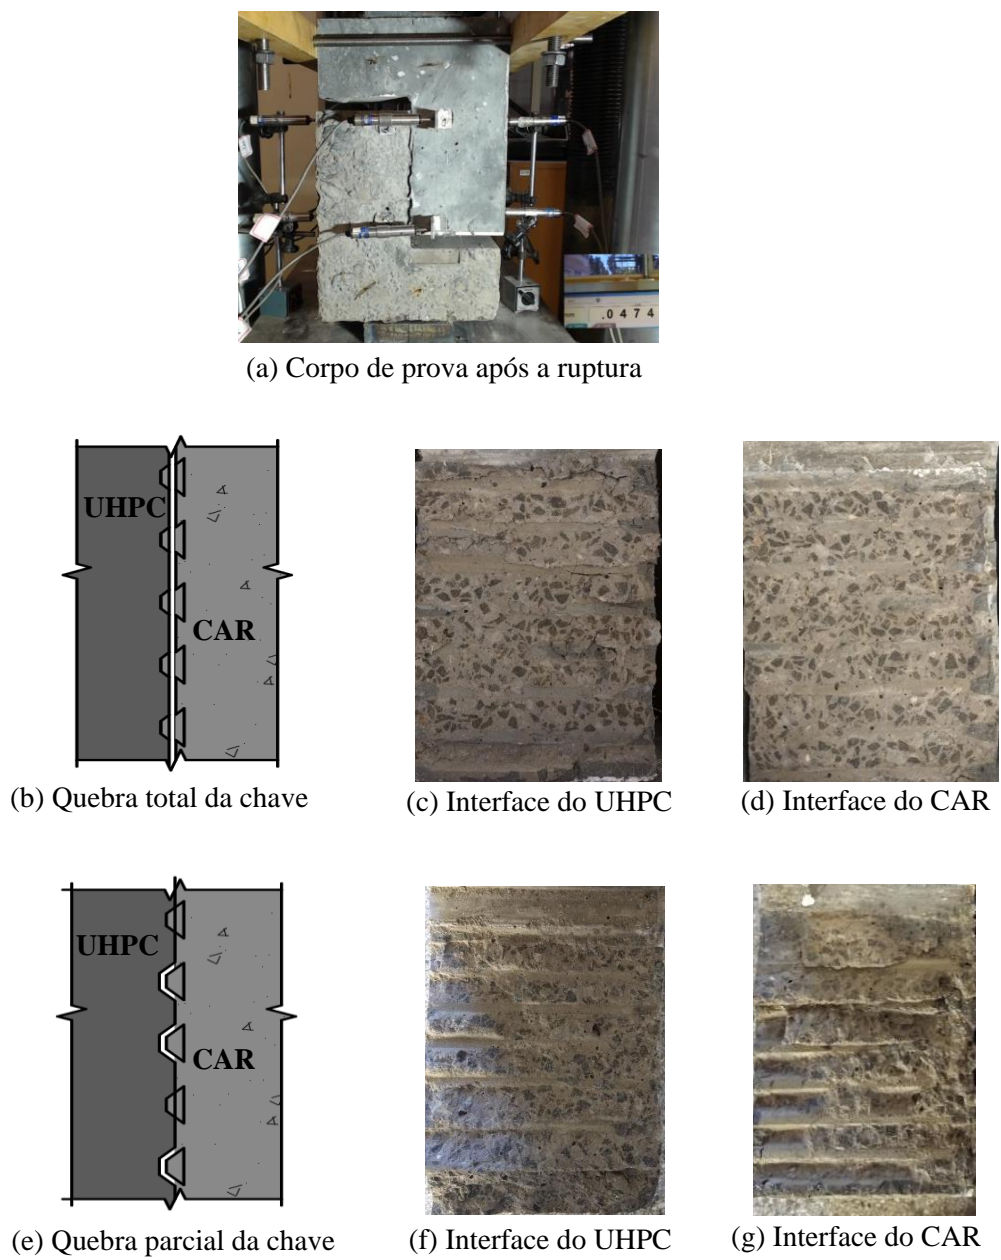 .0474
(a) Corpo de prova após a ruptura
UHPC
CAR
(b) Quebra total da chave
(c) Interface do UHPC
(d) Interface do CAR
UHPC
CAR
(e) Quebra parcial da chave
(f) Interface do UHPC
(g) Interface do CAR